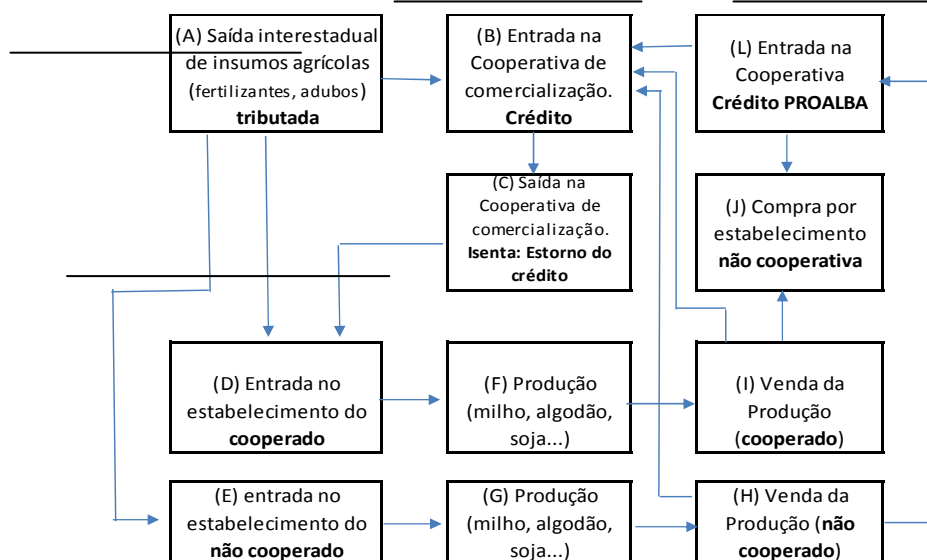 (A) Saída interestadual
de insumos agrícolas
(fertilizantes, adubos)
tributada
(B) Entrada na
Cooperativa de
comercialização.
Crédito
(L) Entrada na
Cooperativa
Crédito PROALBA
(C) Saída na
Cooperativa de
comercialização.
Isenta: Estorno do
crédito
(J) Compra por
estabelecimento
não cooperativa
(D) Entrada no
estabelecimento do
cooperado
(F) Produção
(milho, algodão,
soja...)
(I) Venda da
Produção
(cooperado)
(E) entrada no
estabelecimento do
não cooperado
(G) Produção
(milho, algodão,
soja...)
(H) Venda da
Produção (não
cooperado)